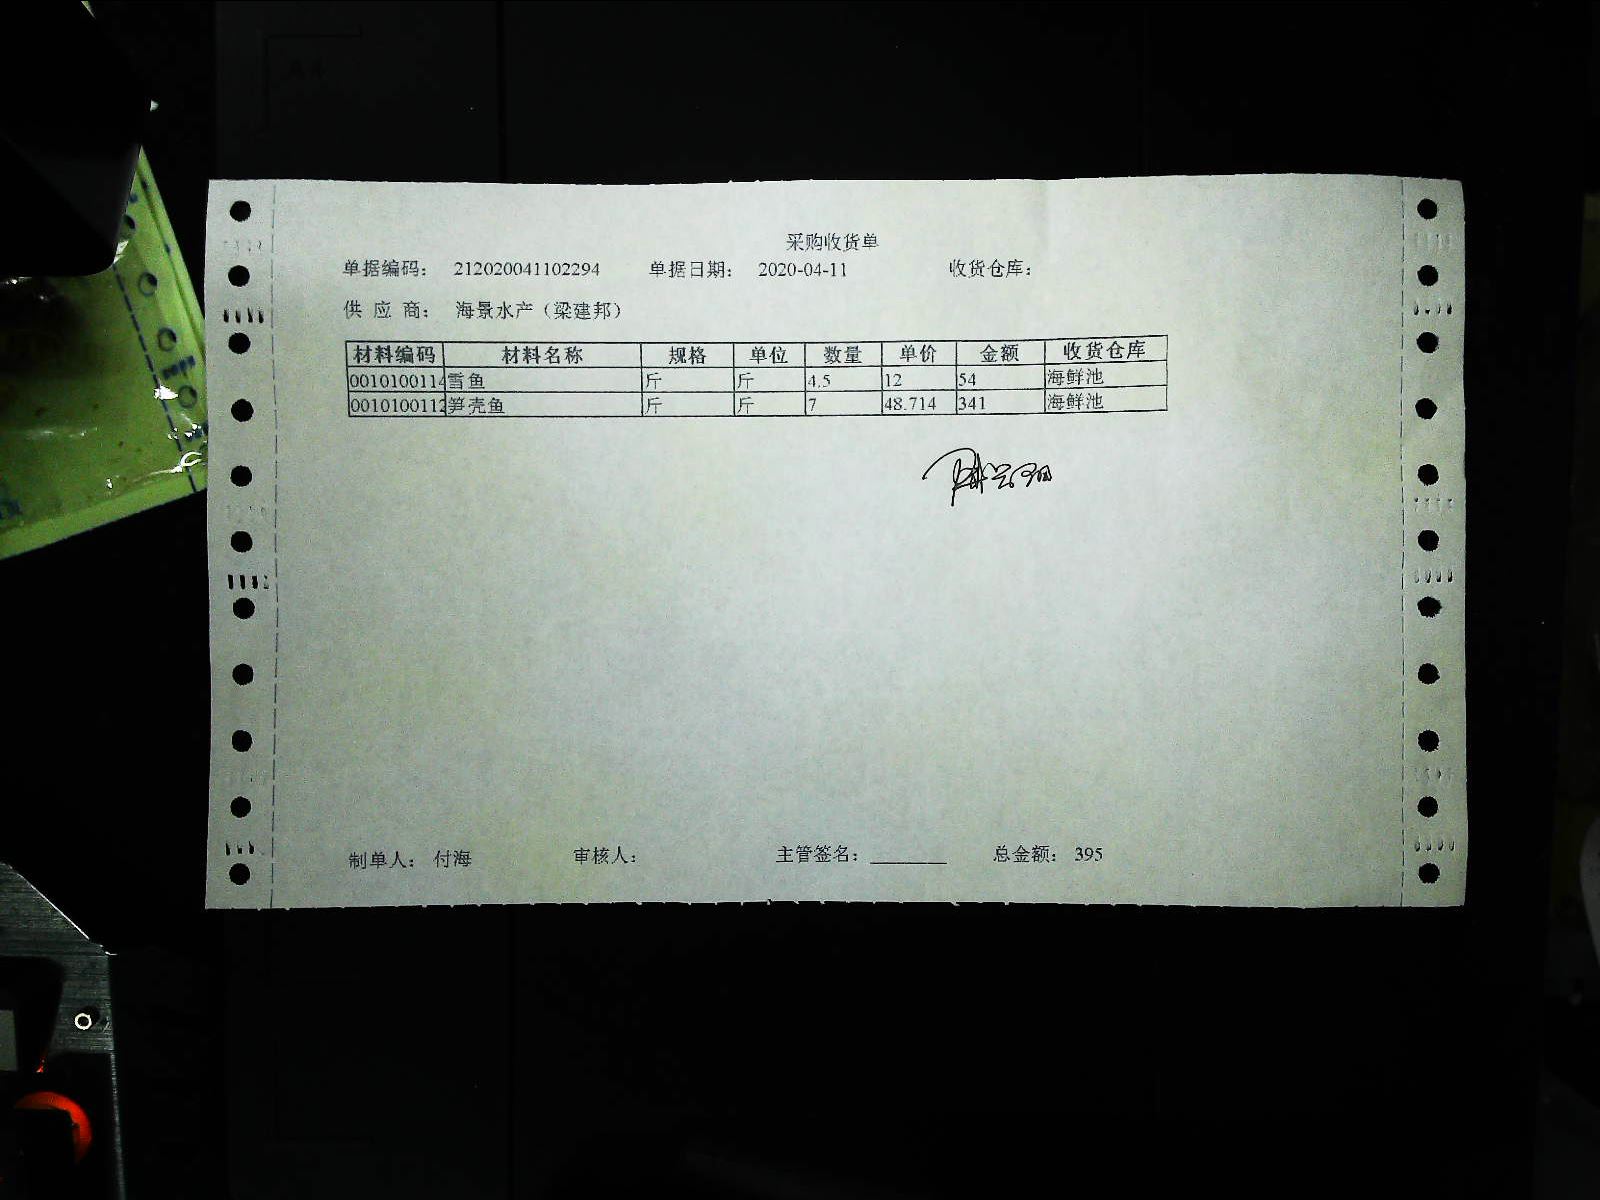 采购收货单
单据编码： 212020041102294 单据日期： 2020-04-11 收货仓库：
供 应 商： 海景水产（梁建邦）
材料编码 材料名称 规格 单位 数量 单价 金额 收货仓库
0010100114 雪鱼 斤 斤 4.5 12 54 海鲜池
0010100112 笋壳鱼 斤 斤 7 48.714 341 海鲜池
制单人： 付海 审核人： 主管签名：________ 总金额： 395